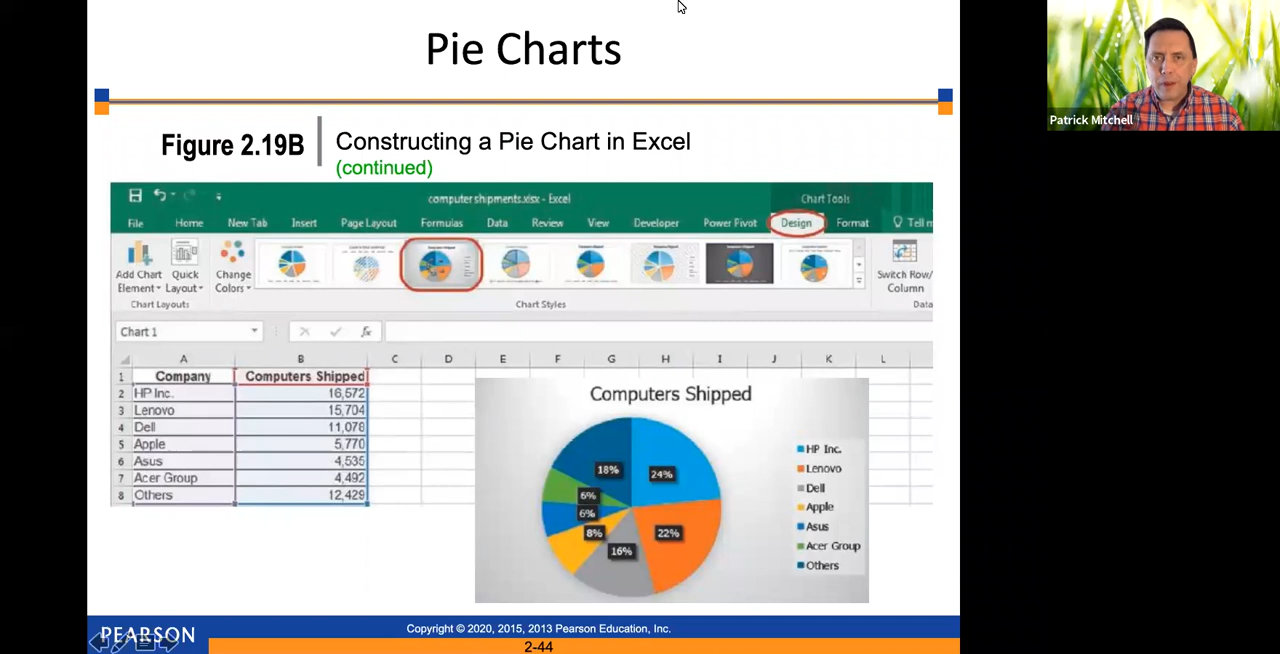 Pie Charts
Patrick Mitchell
Figure 2.19B
Constructing a Pie Chart in Excel
(continued)
computer shipments.xlsx - Excel
Chart Tools
File Home New Tab Insert Page Layout Formulas Data Review View Developer Power Pivot Design Format Tell m
Add Chart Element
Quick Layout
Change Colors
Switch Row/ Column
Chart Layouts
Chart Styles
Data
Chart 1
fx
A B C D E F G H I J K L
1 Company Computers Shipped
2 HP Inc. 16,572
3 Lenovo 15,704
4 Dell 11,078
5 Apple 5,770
6 Asus 4,535
7 Acer Group 4,492
8 Others 12,429
Computers Shipped
18%
24%
6%
6%
8%
22%
16%
HP Inc.
Lenovo
Dell
Apple
Asus
Acer Group
Others
PEARSON
Copyright © 2020, 2015, 2013 Pearson Education, Inc.
2-44